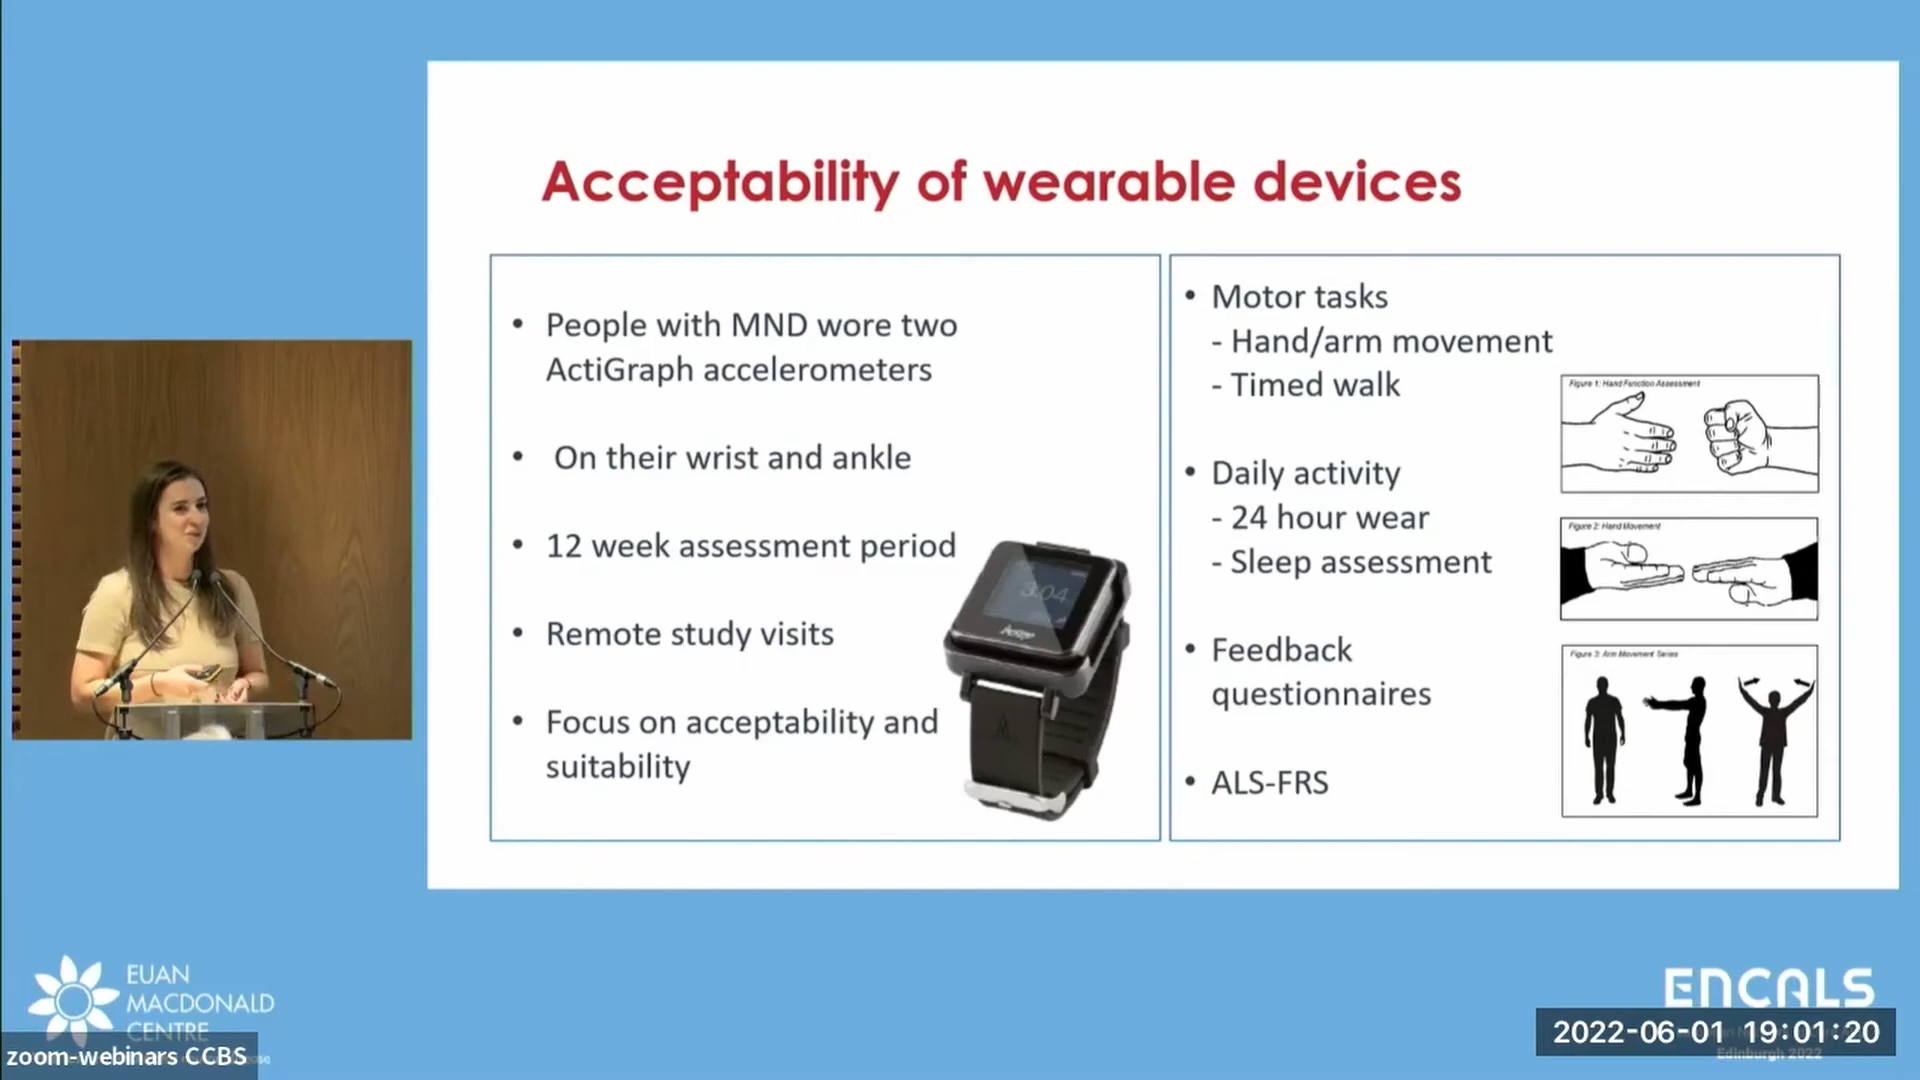 Acceptability of wearable devices
• People with MND wore two
ActiGraph accelerometers
• On their wrist and ankle
• 12 week assessment period
• Remote study visits
• Focus on acceptability and
suitability
3:04
• Motor tasks
- Hand/arm movement
- Timed walk
• Daily activity
- 24 hour wear
- Sleep assessment
• Feedback
questionnaires
• ALS-FRS
Figure 1: Hand Function Assessment
Figure 2: Hand Movement
Figure 3: Arm Movement Series
EUAN
MACDONALD
CENTRE
zoom-webinars CCBS
ENCALS
2022-06-01 19:01:20
Edinburgh 2022